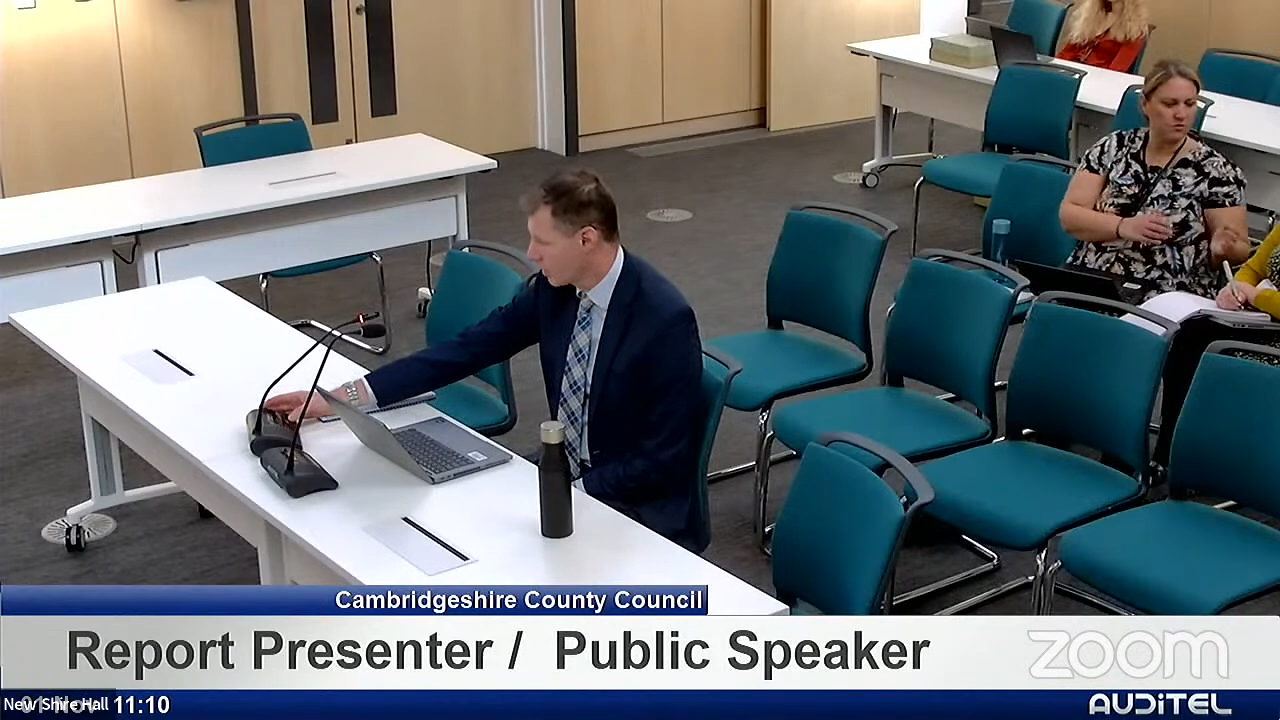 Cambridgeshire County Council
Report Presenter / Public Speaker
zoom
New Shire Hall 11:10
AUDiTEL